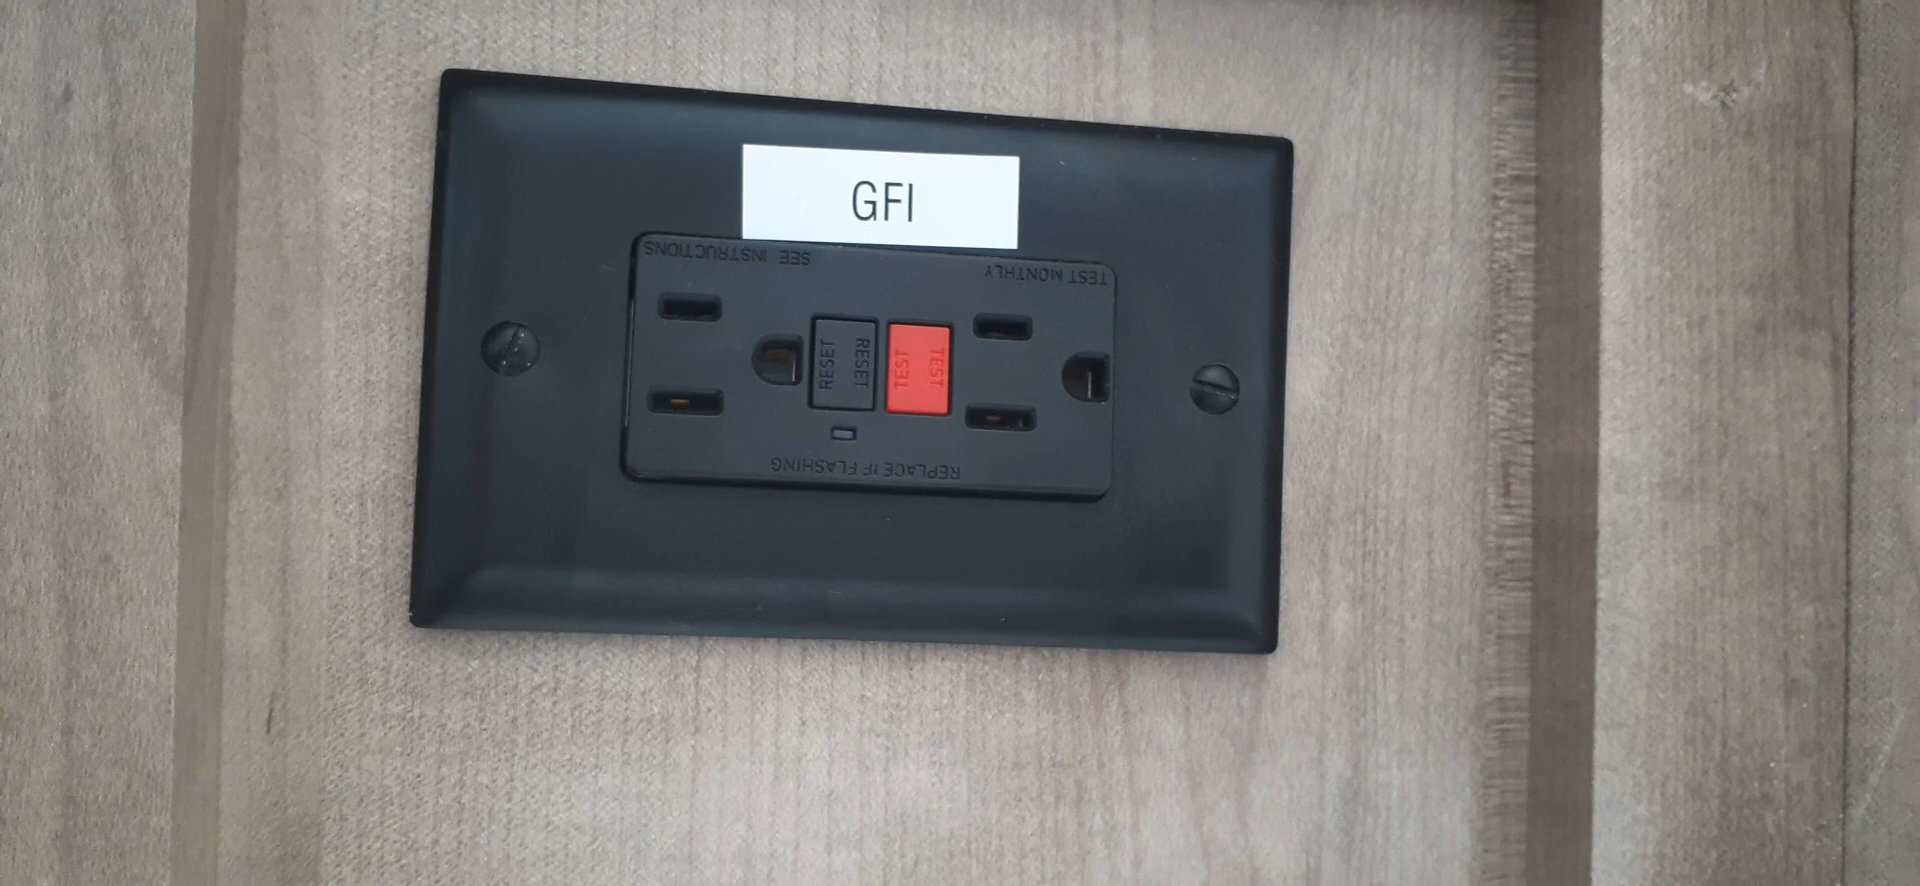 GFI
SEE INSTRUCTIONS
TEST MONTHLY
RESET
RESET
TEST
TEST
REPLACE IF FLASHING